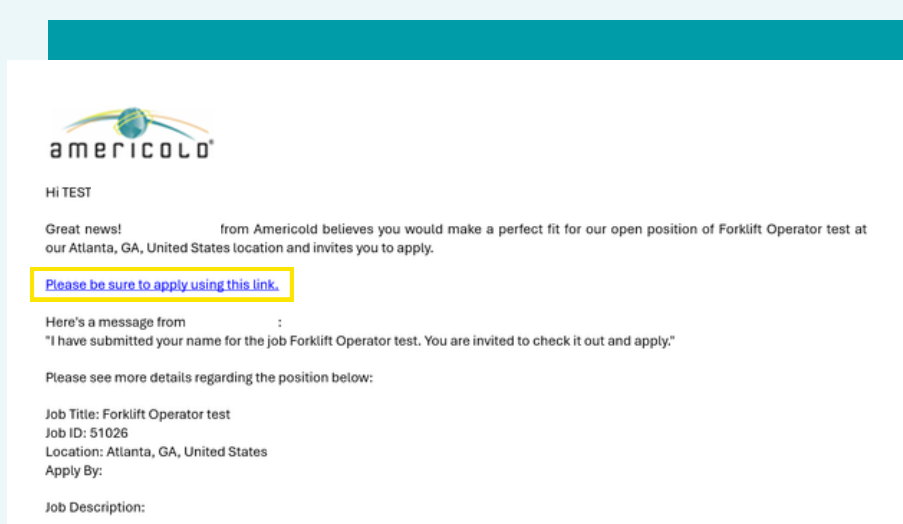 americold®
Hi TEST
Great news! from Americold believes you would make a perfect fit for our open position of Forklift Operator test at
our Atlanta, GA, United States location and invites you to apply.
Please be sure to apply using this link.
Here's a message from :
"I have submitted your name for the job Forklift Operator test. You are invited to check it out and apply."
Please see more details regarding the position below:
Job Title: Forklift Operator test
Job ID: 51026
Location: Atlanta, GA, United States
Apply By:
Job Description: